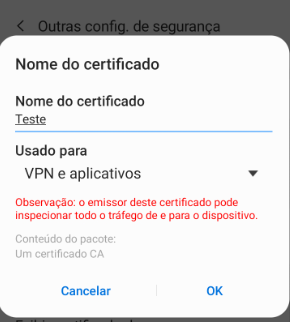 Outras config. de segurança
Nome do certificado
Nome do certificado
Teste
Usado para
VPN e aplicativos
Observação: o emissor deste certificado pode
inspecionar todo o tráfego de e para o dispositivo.
Conteúdo do pacote:
Um certificado CA
Cancelar
OK